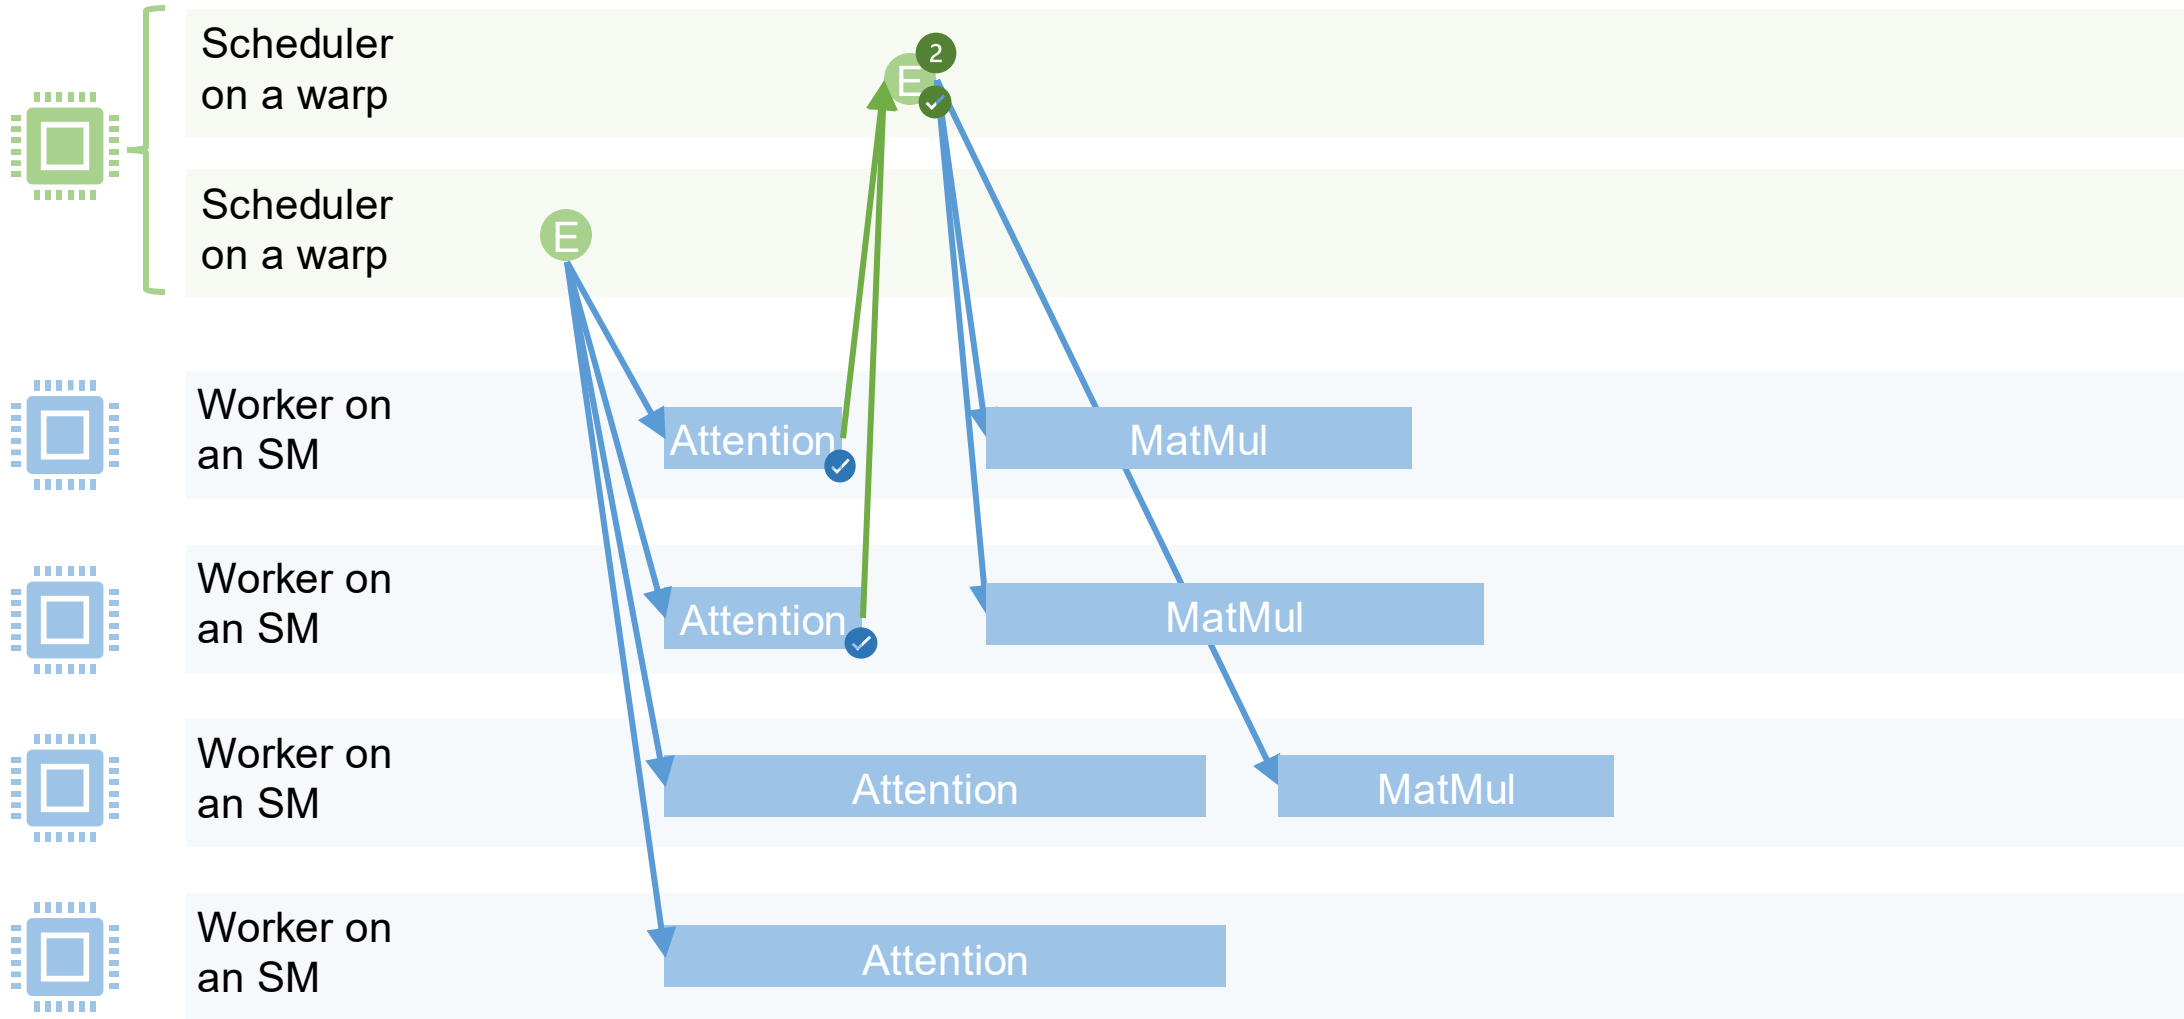 Scheduler
on a warp
2
E
Scheduler
on a warp
E
Worker on
an SM
Attention
MatMul
Worker on
an SM
Attention
MatMul
Worker on
an SM
Attention
MatMul
Worker on
an SM
Attention